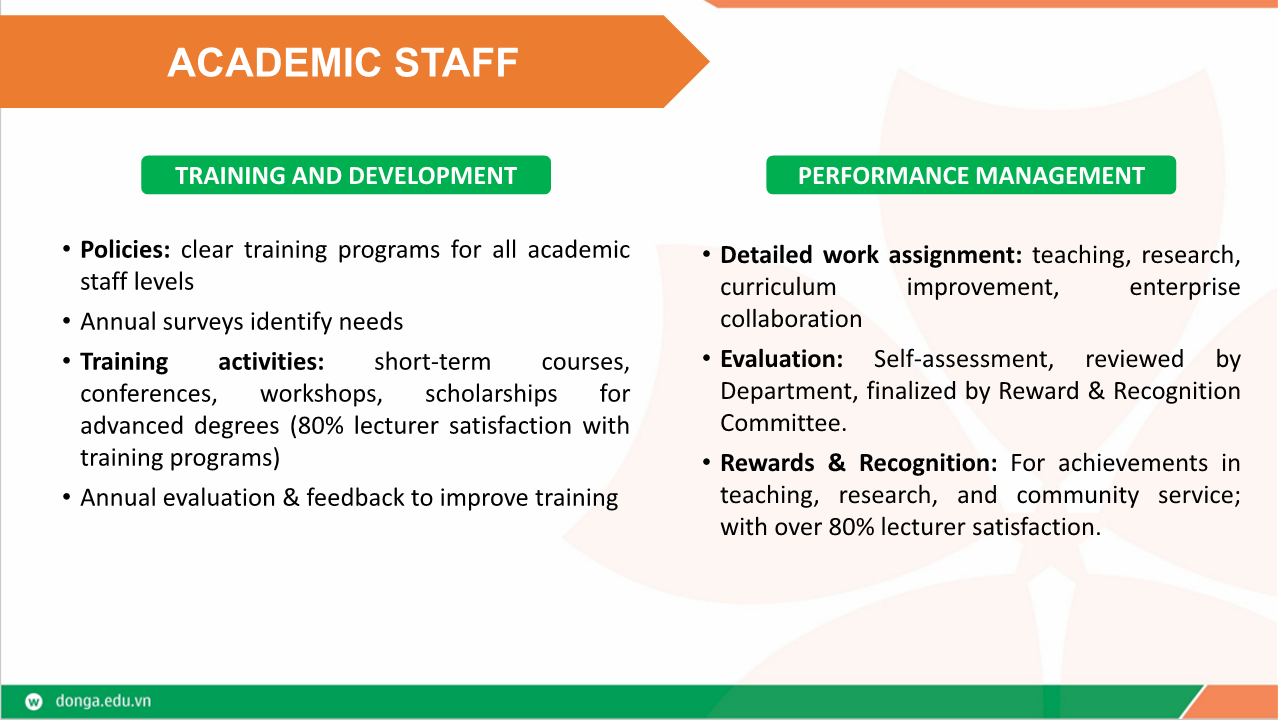 ACADEMIC STAFF
TRAINING AND DEVELOPMENT
• Policies: clear training programs for all academic
staff levels
• Annual surveys identify needs
• Training activities: short-term courses,
conferences, workshops, scholarships for
advanced degrees (80% lecturer satisfaction with
training programs)
• Annual evaluation & feedback to improve training
PERFORMANCE MANAGEMENT
• Detailed work assignment: teaching, research,
curriculum improvement, enterprise
collaboration
• Evaluation: Self-assessment, reviewed by
Department, finalized by Reward & Recognition
Committee.
• Rewards & Recognition: For achievements in
teaching, research, and community service;
with over 80% lecturer satisfaction.
w donga.edu.vn